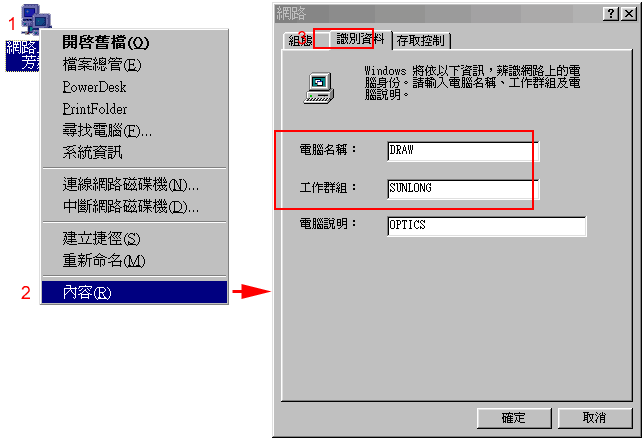 1
網路
芳
開啓舊檔(O)
檔案總管(E)
PowerDesk
PrintFolder
尋找電腦(F)...
系統資訊
連線網路磁碟機(N)...
中斷網路磁碟機(D)...
建立捷徑(S)
重新命名(M)
2 內容(R)
網路
組態 3 識別資料 存取控制
Windows 將依以下資訊，辨識網路上的電
腦身份。請輸入電腦名稱、工作群組及電
腦說明。
電腦名稱： DRAW
工作群組： SUNLONG
電腦說明： OPTICS
確定 取消